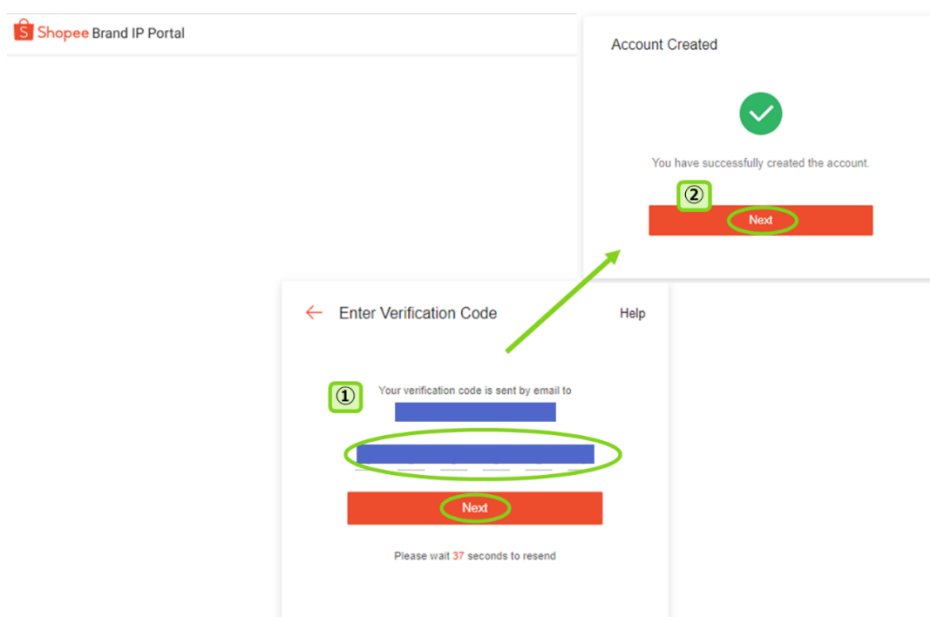 Shopee Brand IP Portal
Account Created
You have successfully created the account.
②
Next
← Enter Verification Code
Help
①
Your verification code is sent by email to
Next
Please wait 37 seconds to resend